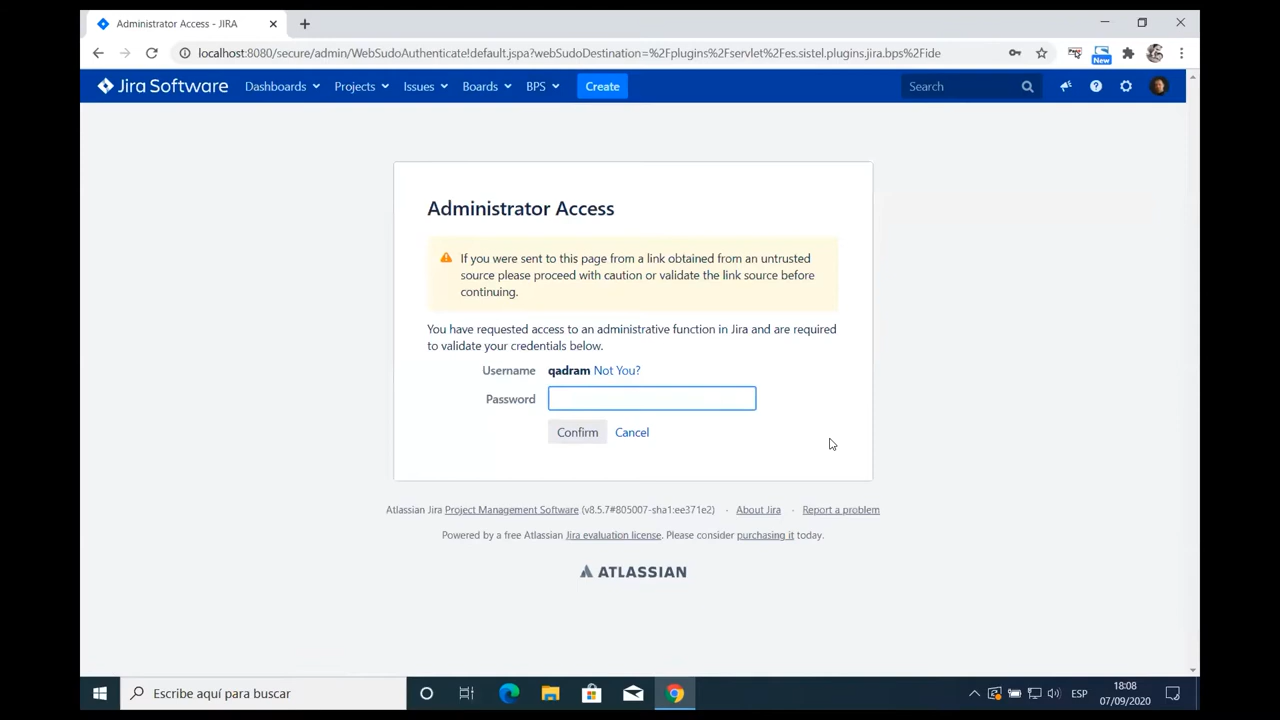 Administrator Access - JIRA
localhost:8080/secure/admin/WebSudoAuthenticate!default.jspa?webSudoDestination=%2Fplugins%2Fservlet%2Fes.sistel.plugins.jira.bps%2Fide
New
Jira Software Dashboards Projects Issues Boards BPS Create Search
Administrator Access
If you were sent to this page from a link obtained from an untrusted
source please proceed with caution or validate the link source before
continuing.
You have requested access to an administrative function in Jira and are required
to validate your credentials below.
Username qadram Not You?
Password
Confirm Cancel
Atlassian Jira Project Management Software (v8.5.7#805007-sha1:ee371e2) · About Jira · Report a problem
Powered by a free Atlassian Jira evaluation license. Please consider purchasing it today.
ATLASSIAN
Escribe aquí para buscar
ESP
18:08
07/09/2020